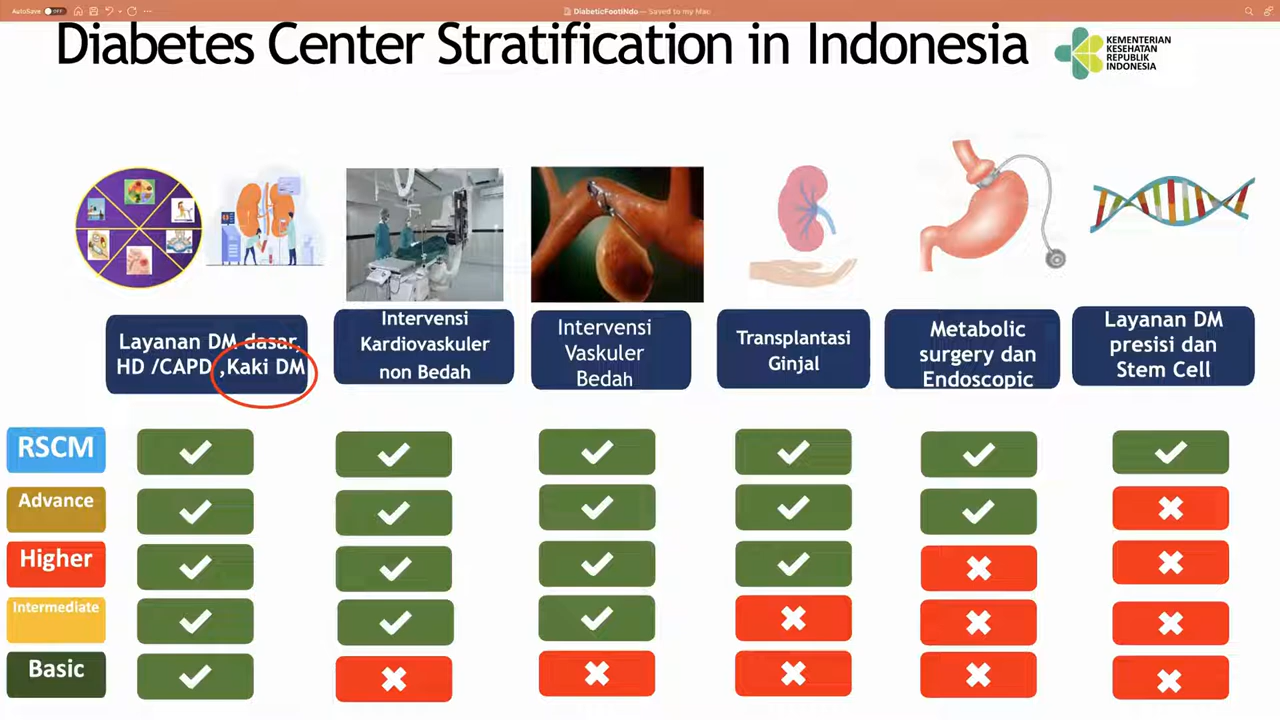 AutoSave OFF
DiabeticFootINdo — Saved to my Mac
Diabetes Center Stratification in Indonesia
KEMENTERIAN
KESEHATAN
REPUBLIK
INDONESIA
Layanan DM dasar,
HD /CAPD ,Kaki DM
Intervensi
Kardiovaskuler
non Bedah
Intervensi
Vaskuler
Bedah
Transplantasi
Ginjal
Metabolic
surgery dan
Endoscopic
Layanan DM
presisi dan
Stem Cell
RSCM
Advance
Higher
Intermediate
Basic